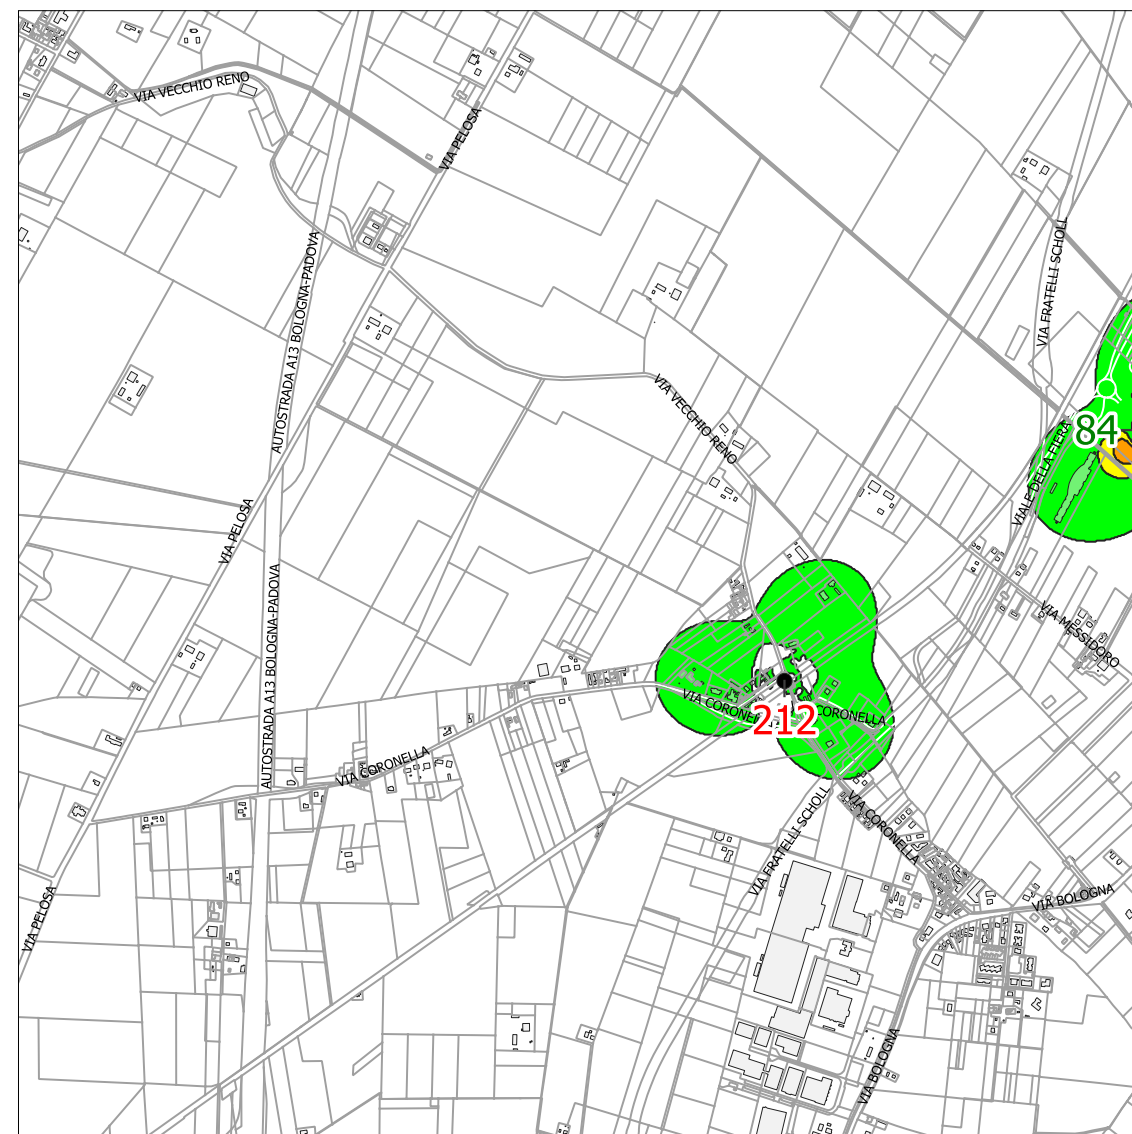 VIA VECCHIO RENO
VIA PELOSA
VIA FRATELLI SCHOLL
AUTOSTRADA A13 BOLOGNA-PADOVA
VIA VECCHIO RENO
84
VIALE DELLA FIERA
VIA PELOSA
AUTOSTRADA A13 BOLOGNA-PADOVA
VIA MESSIDORO
VIA CORONE
212
CORONELLA
VIA CORONELLA
VIA FRATELLI SCHOLL
VIA CORONELLA
VIA PELOSA
VIA BOLOGNA
VIA BOLOGNA